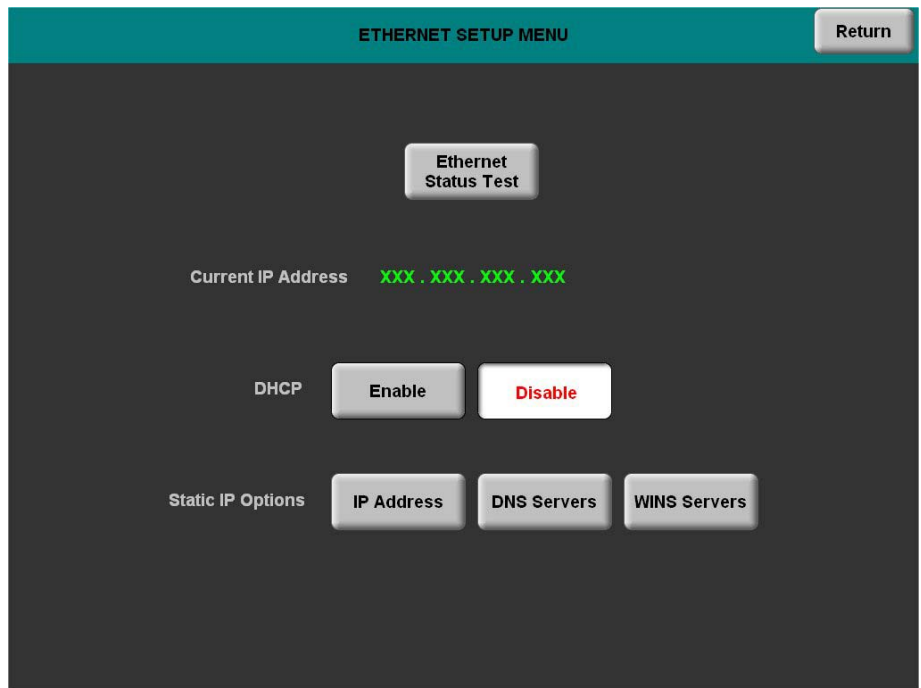 ETHERNET SETUP MENU
Return
Ethernet
Status Test
Current IP Address XXX . XXX . XXX . XXX
DHCP Enable Disable
Static IP Options IP Address DNS Servers WINS Servers